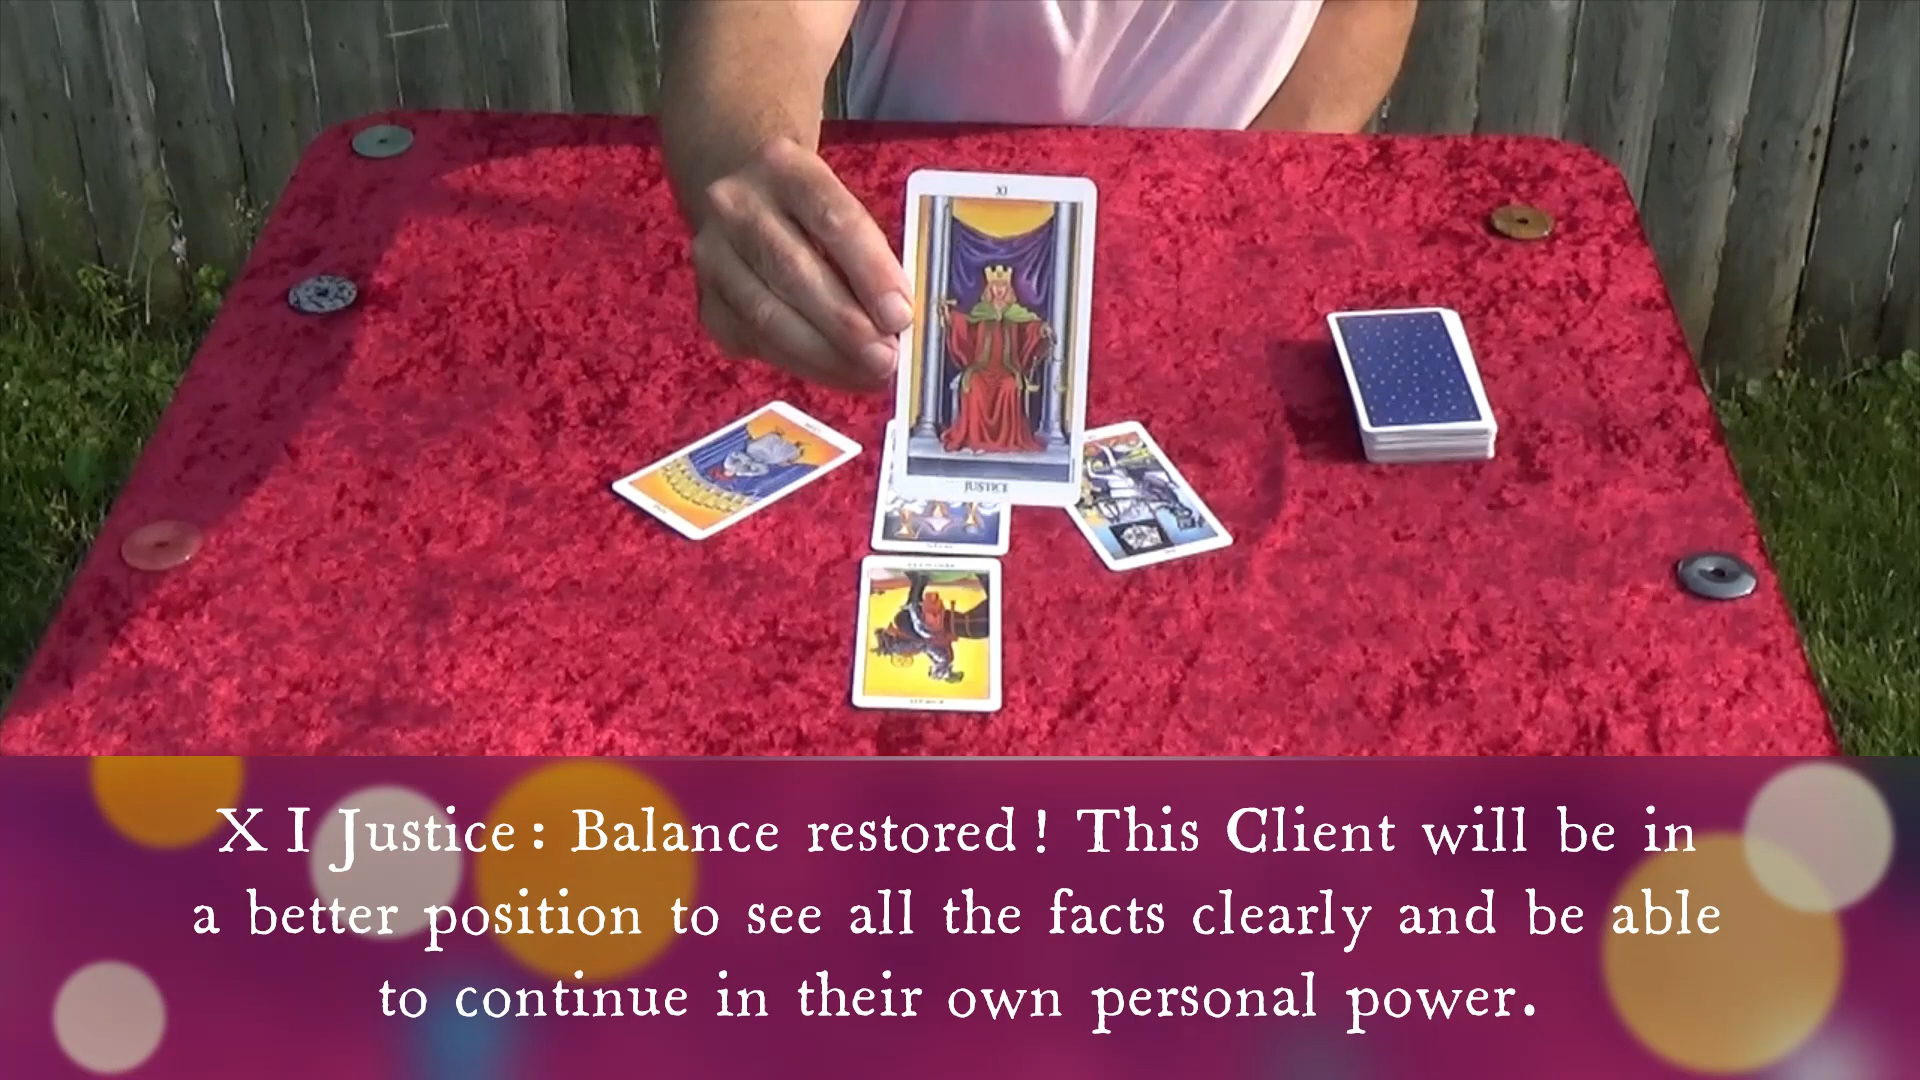 XI
JUSTICE
X I Justice: Balance restored! This Client will be in
a better position to see all the facts clearly and be able
to continue in their own personal power.